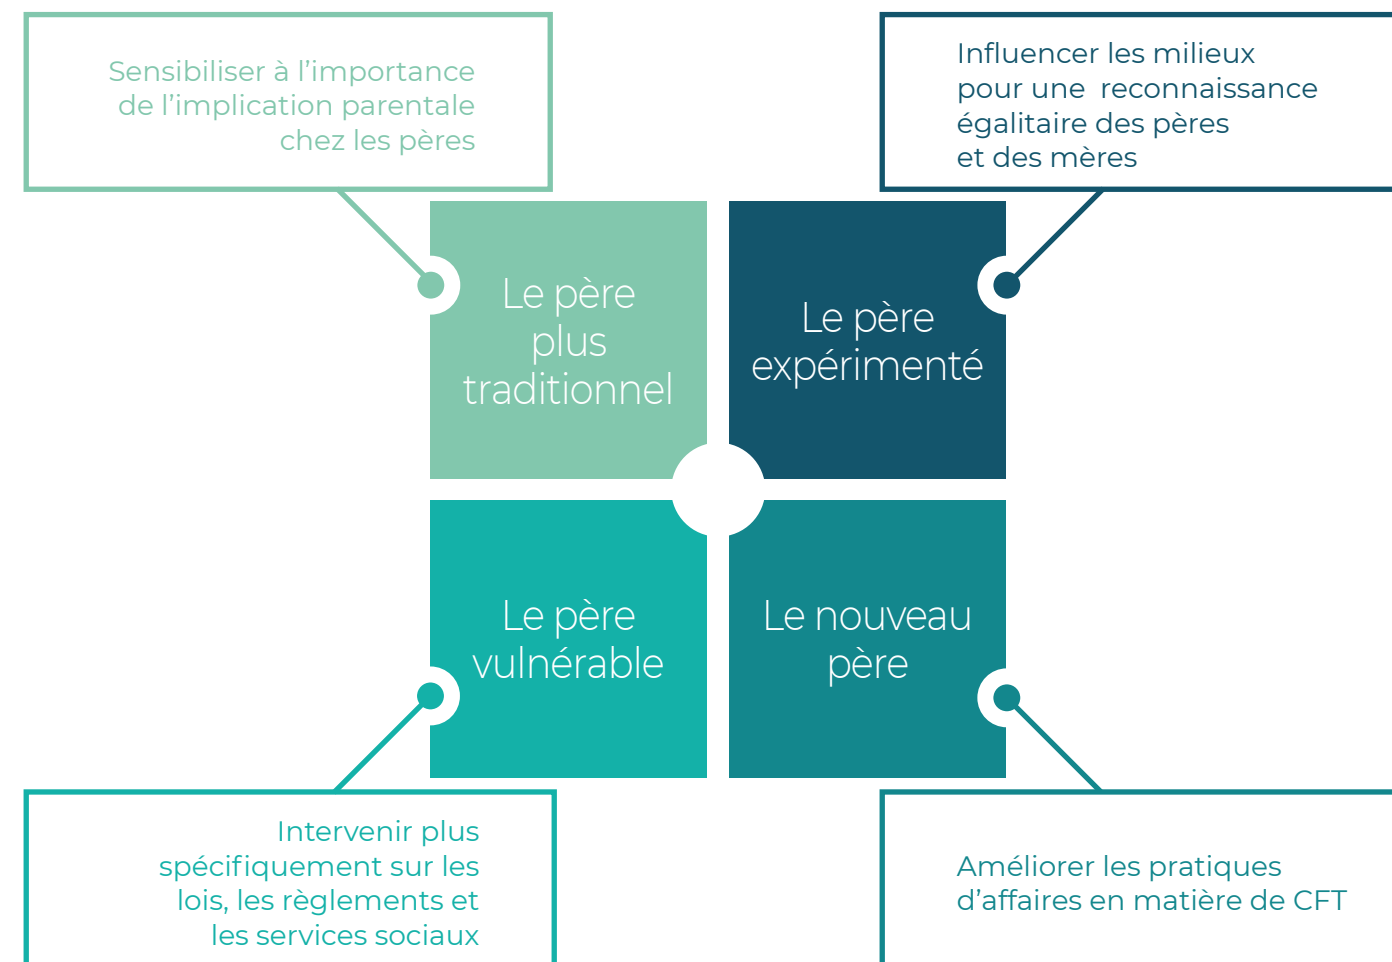 Sensibiliser à l’importance
de l’implication parentale
chez les pères
Influencer les milieux
pour une  reconnaissance
égalitaire des pères
et des mères
Le père
plus
traditionnel
Le père
expérimenté
Le père
vulnérable
Le nouveau
père
Intervenir plus
spécifiquement sur les
lois, les règlements et
les services sociaux
Améliorer les pratiques
d’affaires en matière de CFT